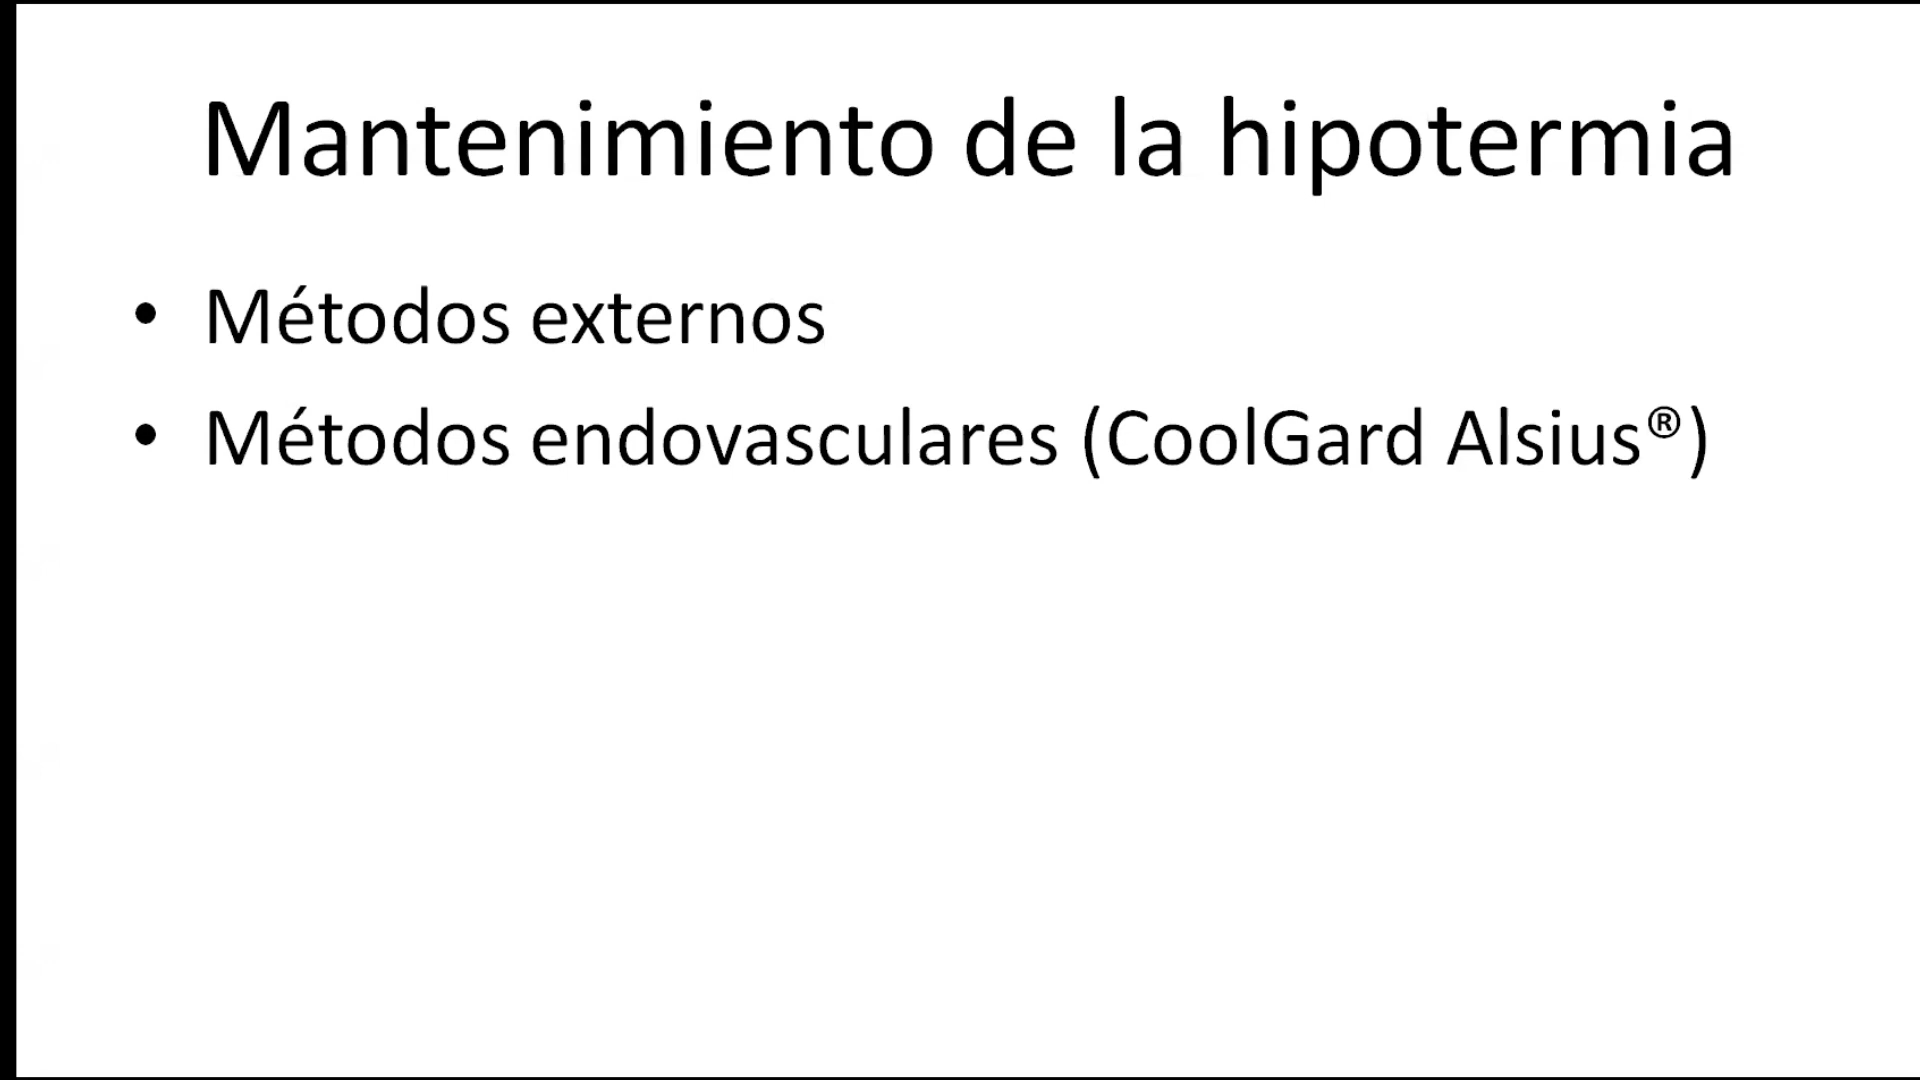 Mantenimiento de la hipotermia
• Métodos externos
• Métodos endovasculares (CoolGard Alsius®)